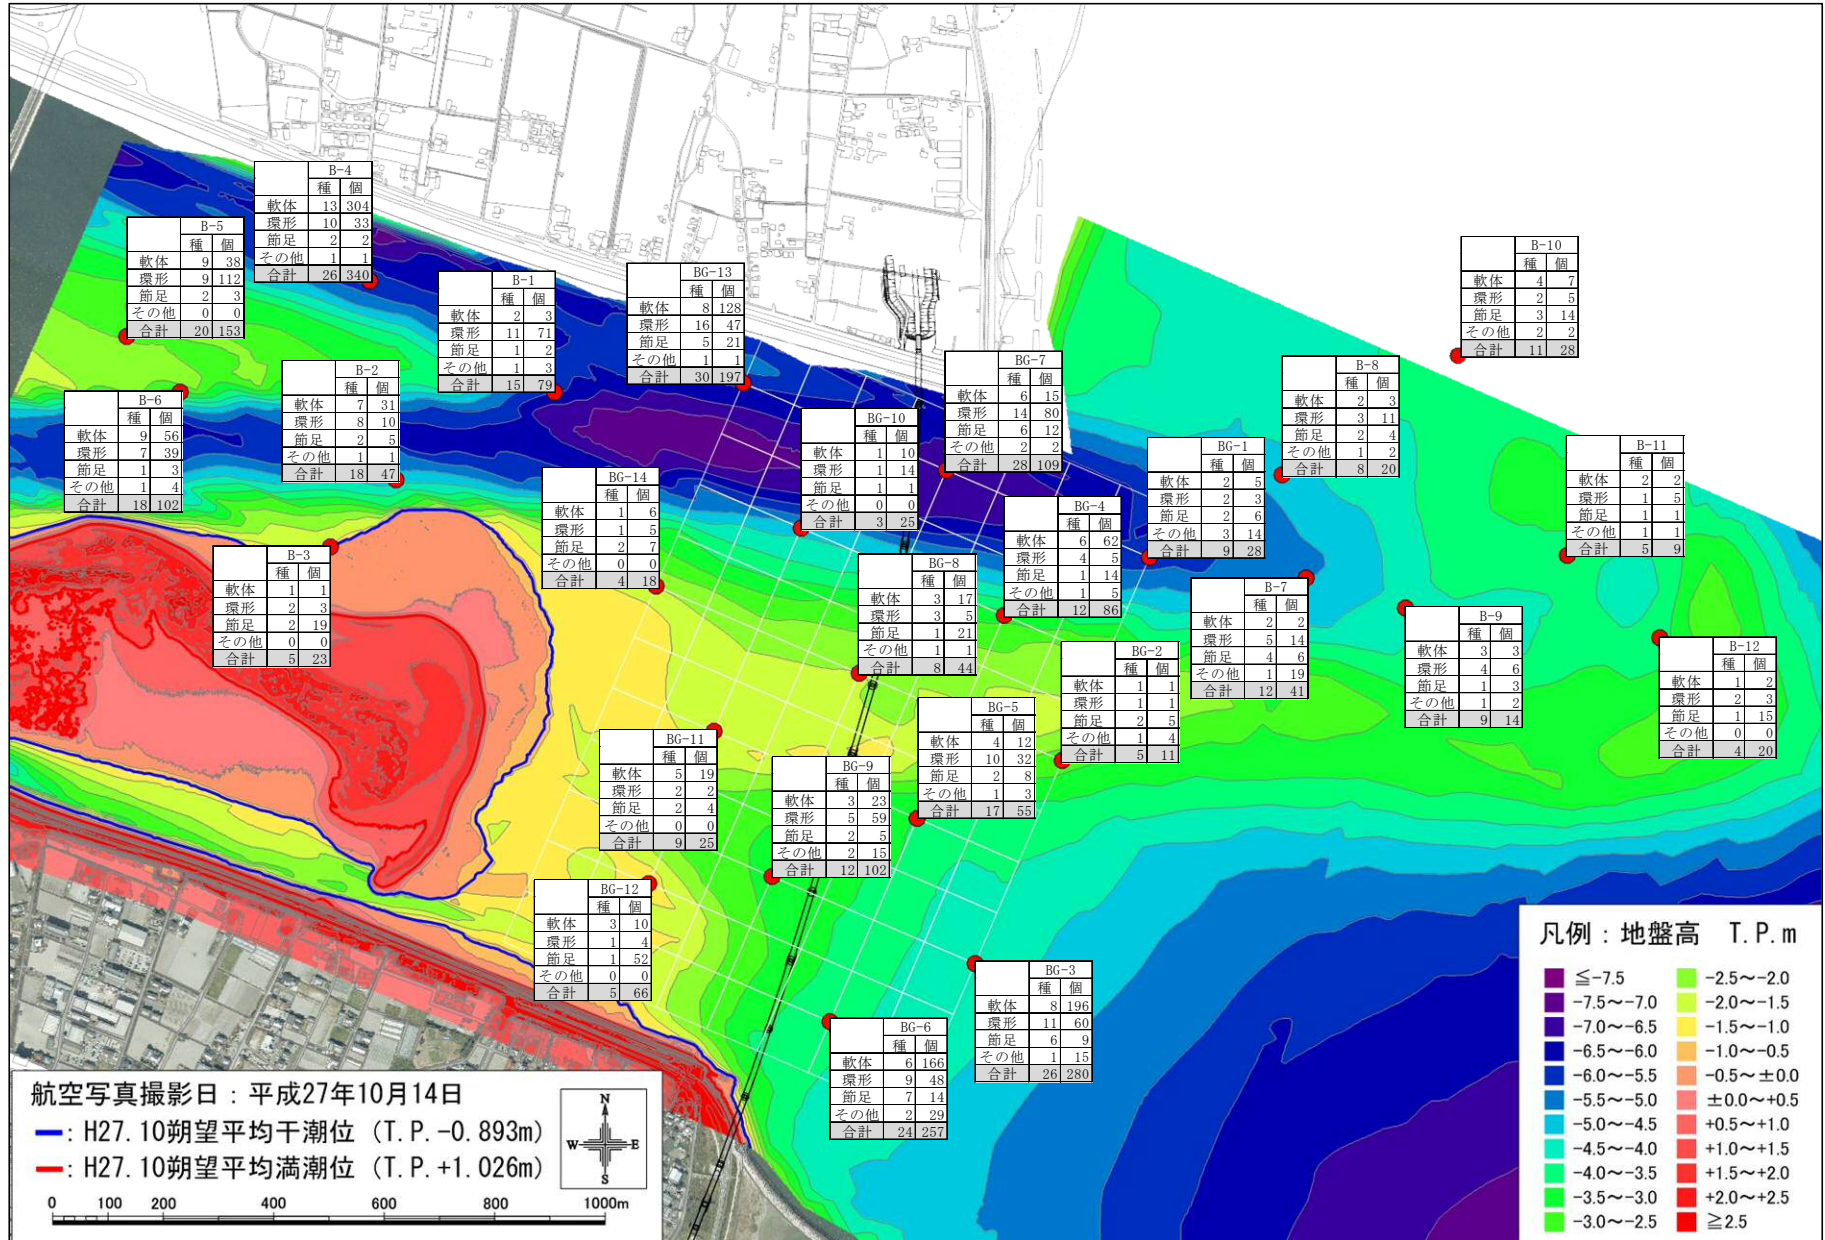 B-4
種 個
軟体 13 304
環形 10 33
節足 2 2
その他 1 1
合計 26 340
B-5
種 個
軟体 9 38
環形 9 112
節足 2 3
その他 0 0
合計 20 153
B-10
種 個
軟体 4 7
環形 2 5
節足 3 14
その他 2 2
合計 11 28
BG-13
種 個
軟体 8 128
環形 16 47
節足 5 21
その他 1 1
合計 30 197
B-1
種 個
軟体 2 3
環形 11 71
節足 1 2
その他 1 3
合計 15 79
BG-7
種 個
軟体 6 15
環形 14 80
節足 6 12
その他 2 2
合計 28 109
B-8
種 個
軟体 2 3
環形 3 11
節足 2 4
その他 1 2
合計 8 20
B-2
種 個
軟体 7 31
環形 8 10
節足 2 5
その他 1 1
合計 18 47
B-6
種 個
軟体 9 56
環形 7 39
節足 1 3
その他 1 4
合計 18 102
BG-10
種 個
軟体 1 10
環形 1 14
節足 1 1
その他 0 0
合計 3 25
BG-1
種 個
軟体 2 5
環形 2 3
節足 2 6
その他 3 14
合計 9 28
B-11
種 個
軟体 2 2
環形 1 5
節足 1 1
その他 1 1
合計 5 9
BG-14
種 個
軟体 1 6
環形 1 5
節足 2 7
その他 0 0
合計 4 18
BG-4
種 個
軟体 6 62
環形 4 5
節足 1 14
その他 1 5
合計 12 86
B-3
種 個
軟体 1 1
環形 2 3
節足 2 19
その他 0 0
合計 5 23
BG-8
種 個
軟体 3 17
環形 3 5
節足 1 21
その他 1 1
合計 8 44
B-7
種 個
軟体 2 2
環形 5 14
節足 4 6
その他 1 19
合計 12 41
B-9
種 個
軟体 3 3
環形 4 6
節足 1 3
その他 1 2
合計 9 14
BG-2
種 個
軟体 1 1
環形 1 1
節足 2 5
その他 1 4
合計 5 11
B-12
種 個
軟体 1 2
環形 2 3
節足 1 15
その他 0 0
合計 4 20
BG-5
種 個
軟体 4 12
環形 10 32
節足 2 8
その他 1 3
合計 17 55
BG-11
種 個
軟体 5 19
環形 2 2
節足 2 4
その他 0 0
合計 9 25
BG-9
種 個
軟体 3 23
環形 5 59
節足 2 5
その他 2 15
合計 12 102
BG-12
種 個
軟体 3 10
環形 1 4
節足 1 52
その他 0 0
合計 5 66
BG-3
種 個
軟体 8 196
環形 11 60
節足 6 9
その他 1 15
合計 26 280
BG-6
種 個
軟体 6 166
環形 9 48
節足 7 14
その他 2 29
合計 24 257
凡例：地盤高 T.P.m
≦-7.5
-7.5～-7.0
-7.0～-6.5
-6.5～-6.0
-6.0～-5.5
-5.5～-5.0
-5.0～-4.5
-4.5～-4.0
-4.0～-3.5
-3.5～-3.0
-3.0～-2.5
-2.5～-2.0
-2.0～-1.5
-1.5～-1.0
-1.0～-0.5
-0.5～±0.0
±0.0～+0.5
+0.5～+1.0
+1.0～+1.5
+1.5～+2.0
+2.0～+2.5
≧2.5
航空写真撮影日：平成27年10月14日
：H27.10朔望平均干潮位（T.P.-0.893m）
：H27.10朔望平均満潮位（T.P.+1.026m）
N
W E
S
0 100 200 400 600 800 1000m